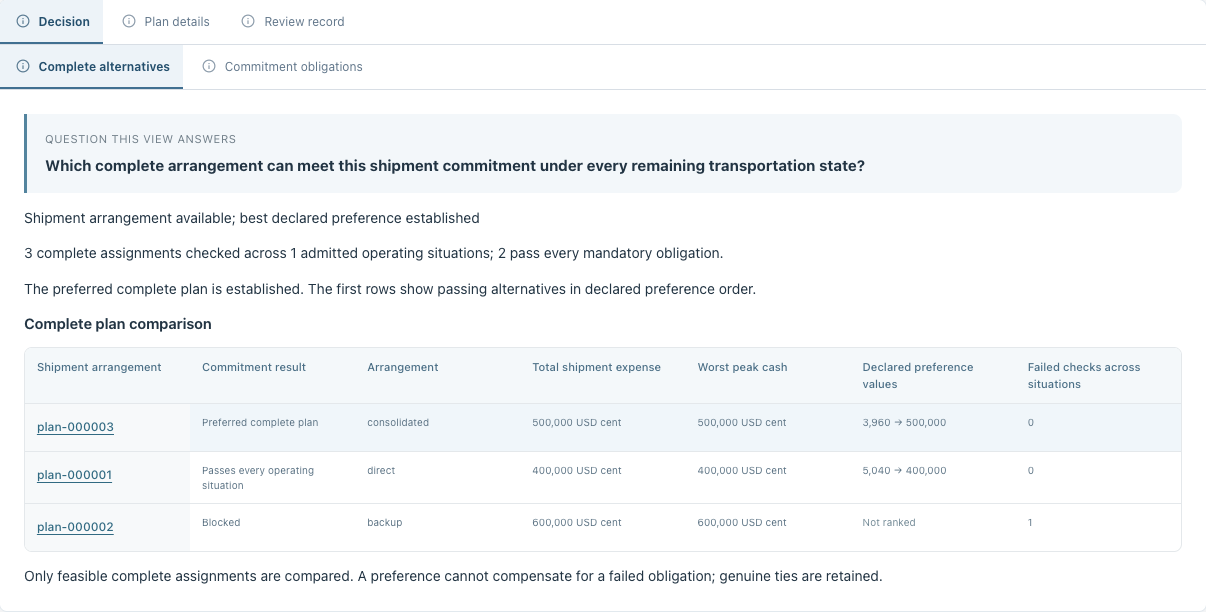 Decision
Plan details
Review record
Complete alternatives
Commitment obligations
QUESTION THIS VIEW ANSWERS
Which complete arrangement can meet this shipment commitment under every remaining transportation state?
Shipment arrangement available; best declared preference established
3 complete assignments checked across 1 admitted operating situations; 2 pass every mandatory obligation.
The preferred complete plan is established. The first rows show passing alternatives in declared preference order.
Complete plan comparison
Shipment arrangement Commitment result Arrangement Total shipment expense Worst peak cash Declared preference values Failed checks across situations
plan-000003 Preferred complete plan consolidated 500,000 USD cent 500,000 USD cent 3,960 → 500,000 0
plan-000001 Passes every operating situation direct 400,000 USD cent 400,000 USD cent 5,040 → 400,000 0
plan-000002 Blocked backup 600,000 USD cent 600,000 USD cent Not ranked 1
Only feasible complete assignments are compared. A preference cannot compensate for a failed obligation; genuine ties are retained.